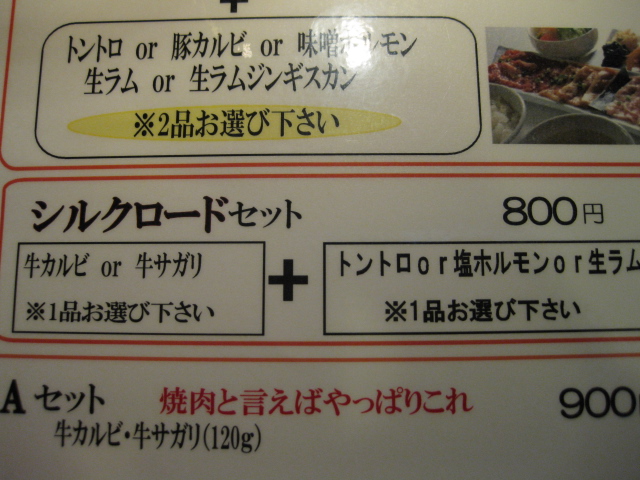 +
トントロ or 豚カルビ or 味噌ホルモン
生ラム or 生ラムジンギスカン
※2品お選び下さい
シルクロードセット 800円
牛カルビ or 牛サガリ
※1品お選び下さい
+
トントロor塩ホルモンor生ラム
※1品お選び下さい
Aセット 焼肉と言えばやっぱりこれ 900円
牛カルビ・牛サガリ(120g)